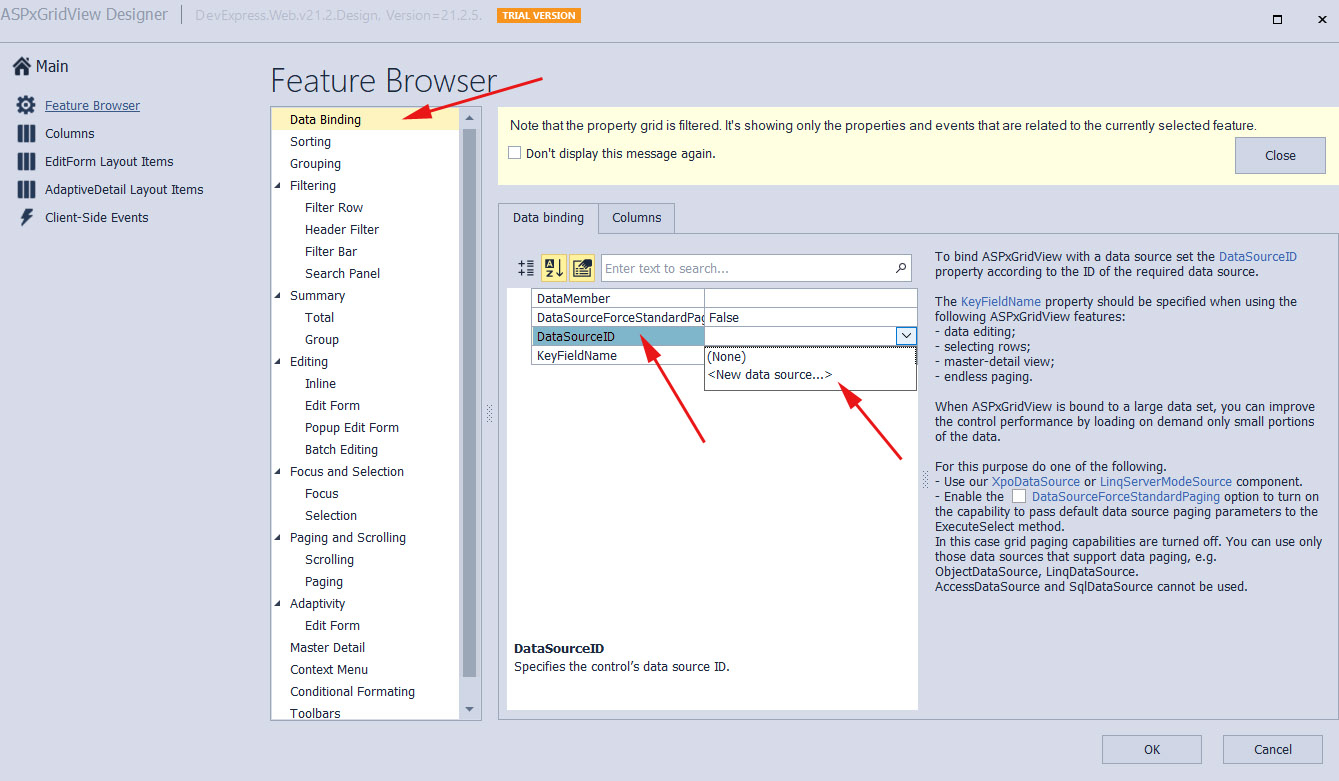 ASPxGridView Designer
DevExpress.Web.v21.2.Design, Version=21.2.5.
TRIAL VERSION
Main
Feature Browser
Columns
EditForm Layout Items
AdaptiveDetail Layout Items
Client-Side Events
Feature Browser
Data Binding
Sorting
Grouping
Filtering
Filter Row
Header Filter
Filter Bar
Search Panel
Summary
Total
Group
Editing
Inline
Edit Form
Popup Edit Form
Batch Editing
Focus and Selection
Focus
Selection
Paging and Scrolling
Scrolling
Paging
Adaptivity
Edit Form
Master Detail
Context Menu
Conditional Formating
Toolbars
Note that the property grid is filtered. It's showing only the properties and events that are related to the currently selected feature.
Don't display this message again.
Close
Data binding
Columns
Enter text to search...
DataMember
DataSourceForceStandardPag False
DataSourceID
KeyFieldName
(None)
<New data source...>
DataSourceID
Specifies the control's data source ID.
To bind ASPxGridView with a data source set the DataSourceID
property according to the ID of the required data source.
The KeyFieldName property should be specified when using the
following ASPxGridView features:
- data editing;
- selecting rows;
- master-detail view;
- endless paging.
When ASPxGridView is bound to a large data set, you can improve
the control performance by loading on demand only small portions
of the data.
For this purpose do one of the following.
- Use our XpoDataSource or LinqServerModeSource component.
- Enable the DataSourceForceStandardPaging option to turn on
the capability to pass default data source paging parameters to the
ExecuteSelect method.
In this case grid paging capabilities are turned off. You can use only
those data sources that support data paging, e.g.
ObjectDataSource, LinqDataSource.
AccessDataSource and SqlDataSource cannot be used.
OK
Cancel